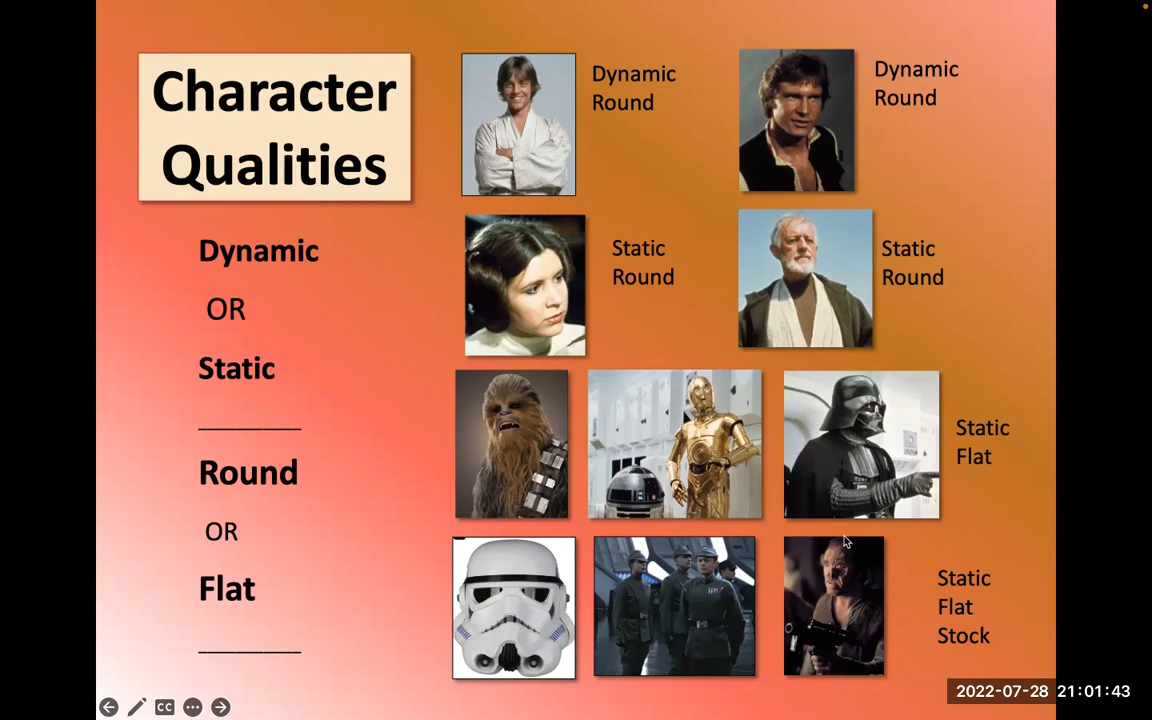 Character
Qualities
Dynamic
OR
Static
Round
OR
Flat
Dynamic
Round
Dynamic
Round
Static
Round
Static
Round
Static
Flat
Static
Flat
Stock
CC
2022-07-28 21:01:43